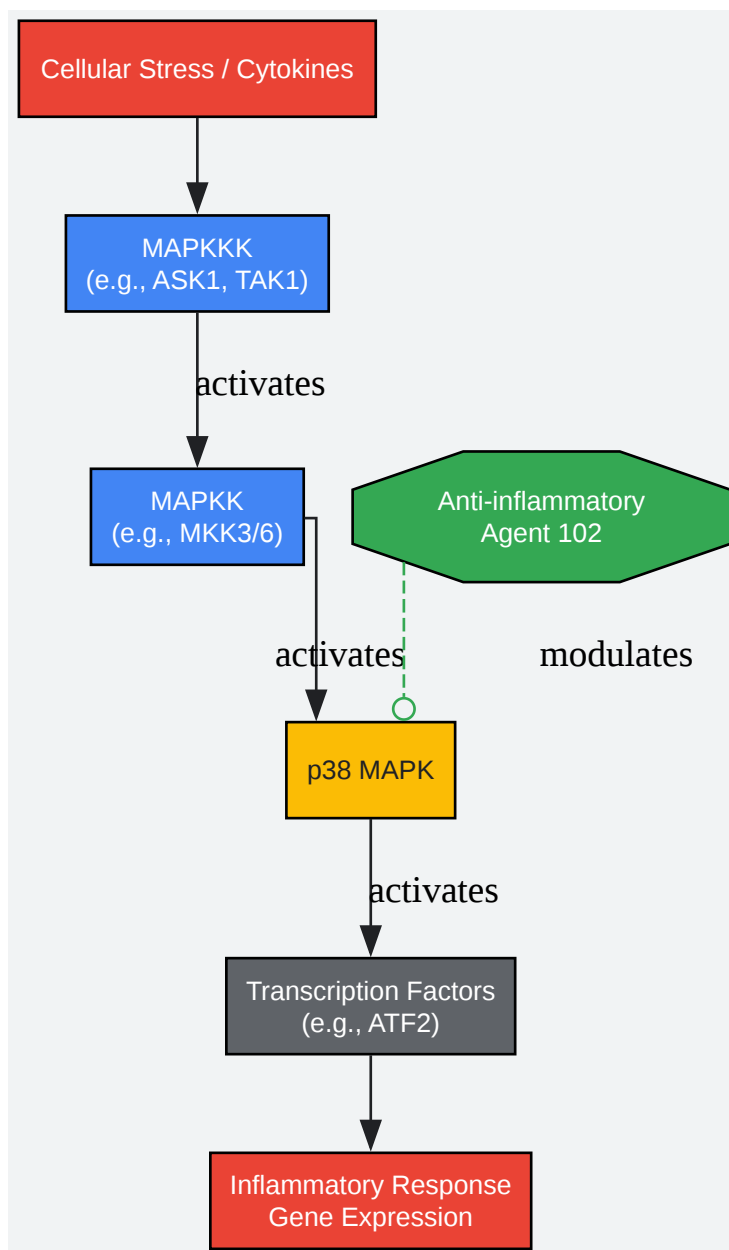 Cellular Stress / Cytokines
MAPKKK
(e.g., ASK1, TAK1)
activates
MAPKK
(e.g., MKK3/6)
Anti-inflammatory
Agent 102
activates
modulates
p38 MAPK
activates
Transcription Factors
(e.g., ATF2)
Inflammatory Response
Gene Expression